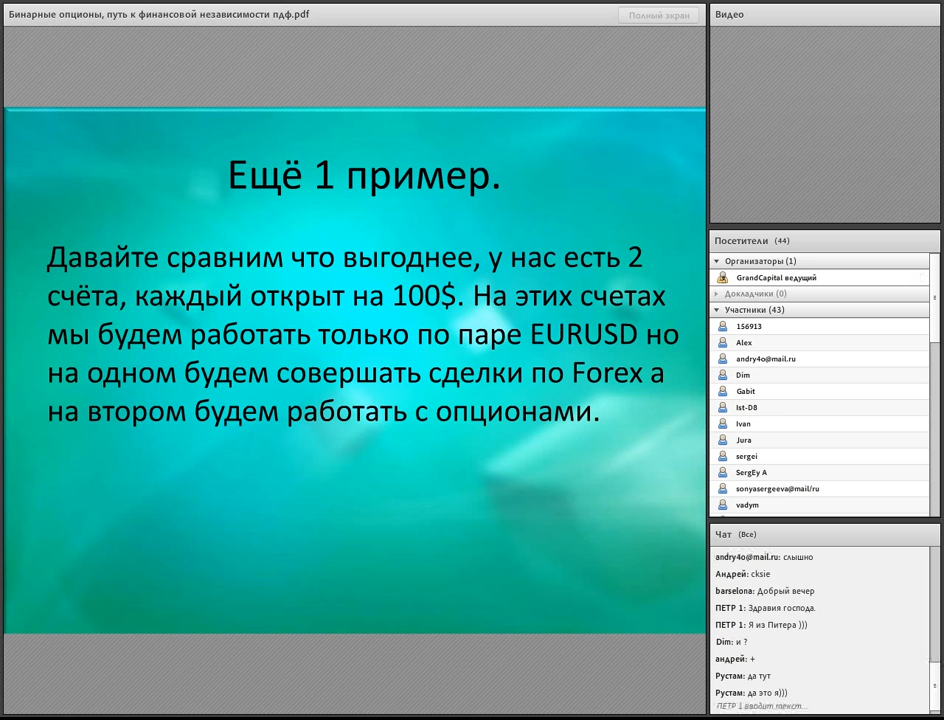 Бинарные опционы, путь к финансовой независимости пдф.pdf
Полный экран
Ещё 1 пример.
Давайте сравним что выгоднее, у нас есть 2
счёта, каждый открыт на 100$. На этих счетах
мы будем работать только по паре EURUSD но
на одном будем совершать сделки по Forex а
на втором будем работать с опционами.
Видео
Посетители (44)
Организаторы (1)
GrandCapital ведущий
Докладчики (0)
Участники (43)
156913
Alex
andry4o@mail.ru
Dim
Gabit
Ist-D8
Ivan
Jura
sergei
SergEy A
sonyasergeeva@mail/ru
vadym
Чат (Все)
andry4o@mail.ru: слышно
Андрей: cksie
barselona: Добрый вечер
ПЕТР 1: Здравия господа.
ПЕТР 1: Я из Питера )))
Dim: и ?
андрей: +
Рустам: да тут
Рустам: да это я)))
ПЕТР 1 вводит текст...